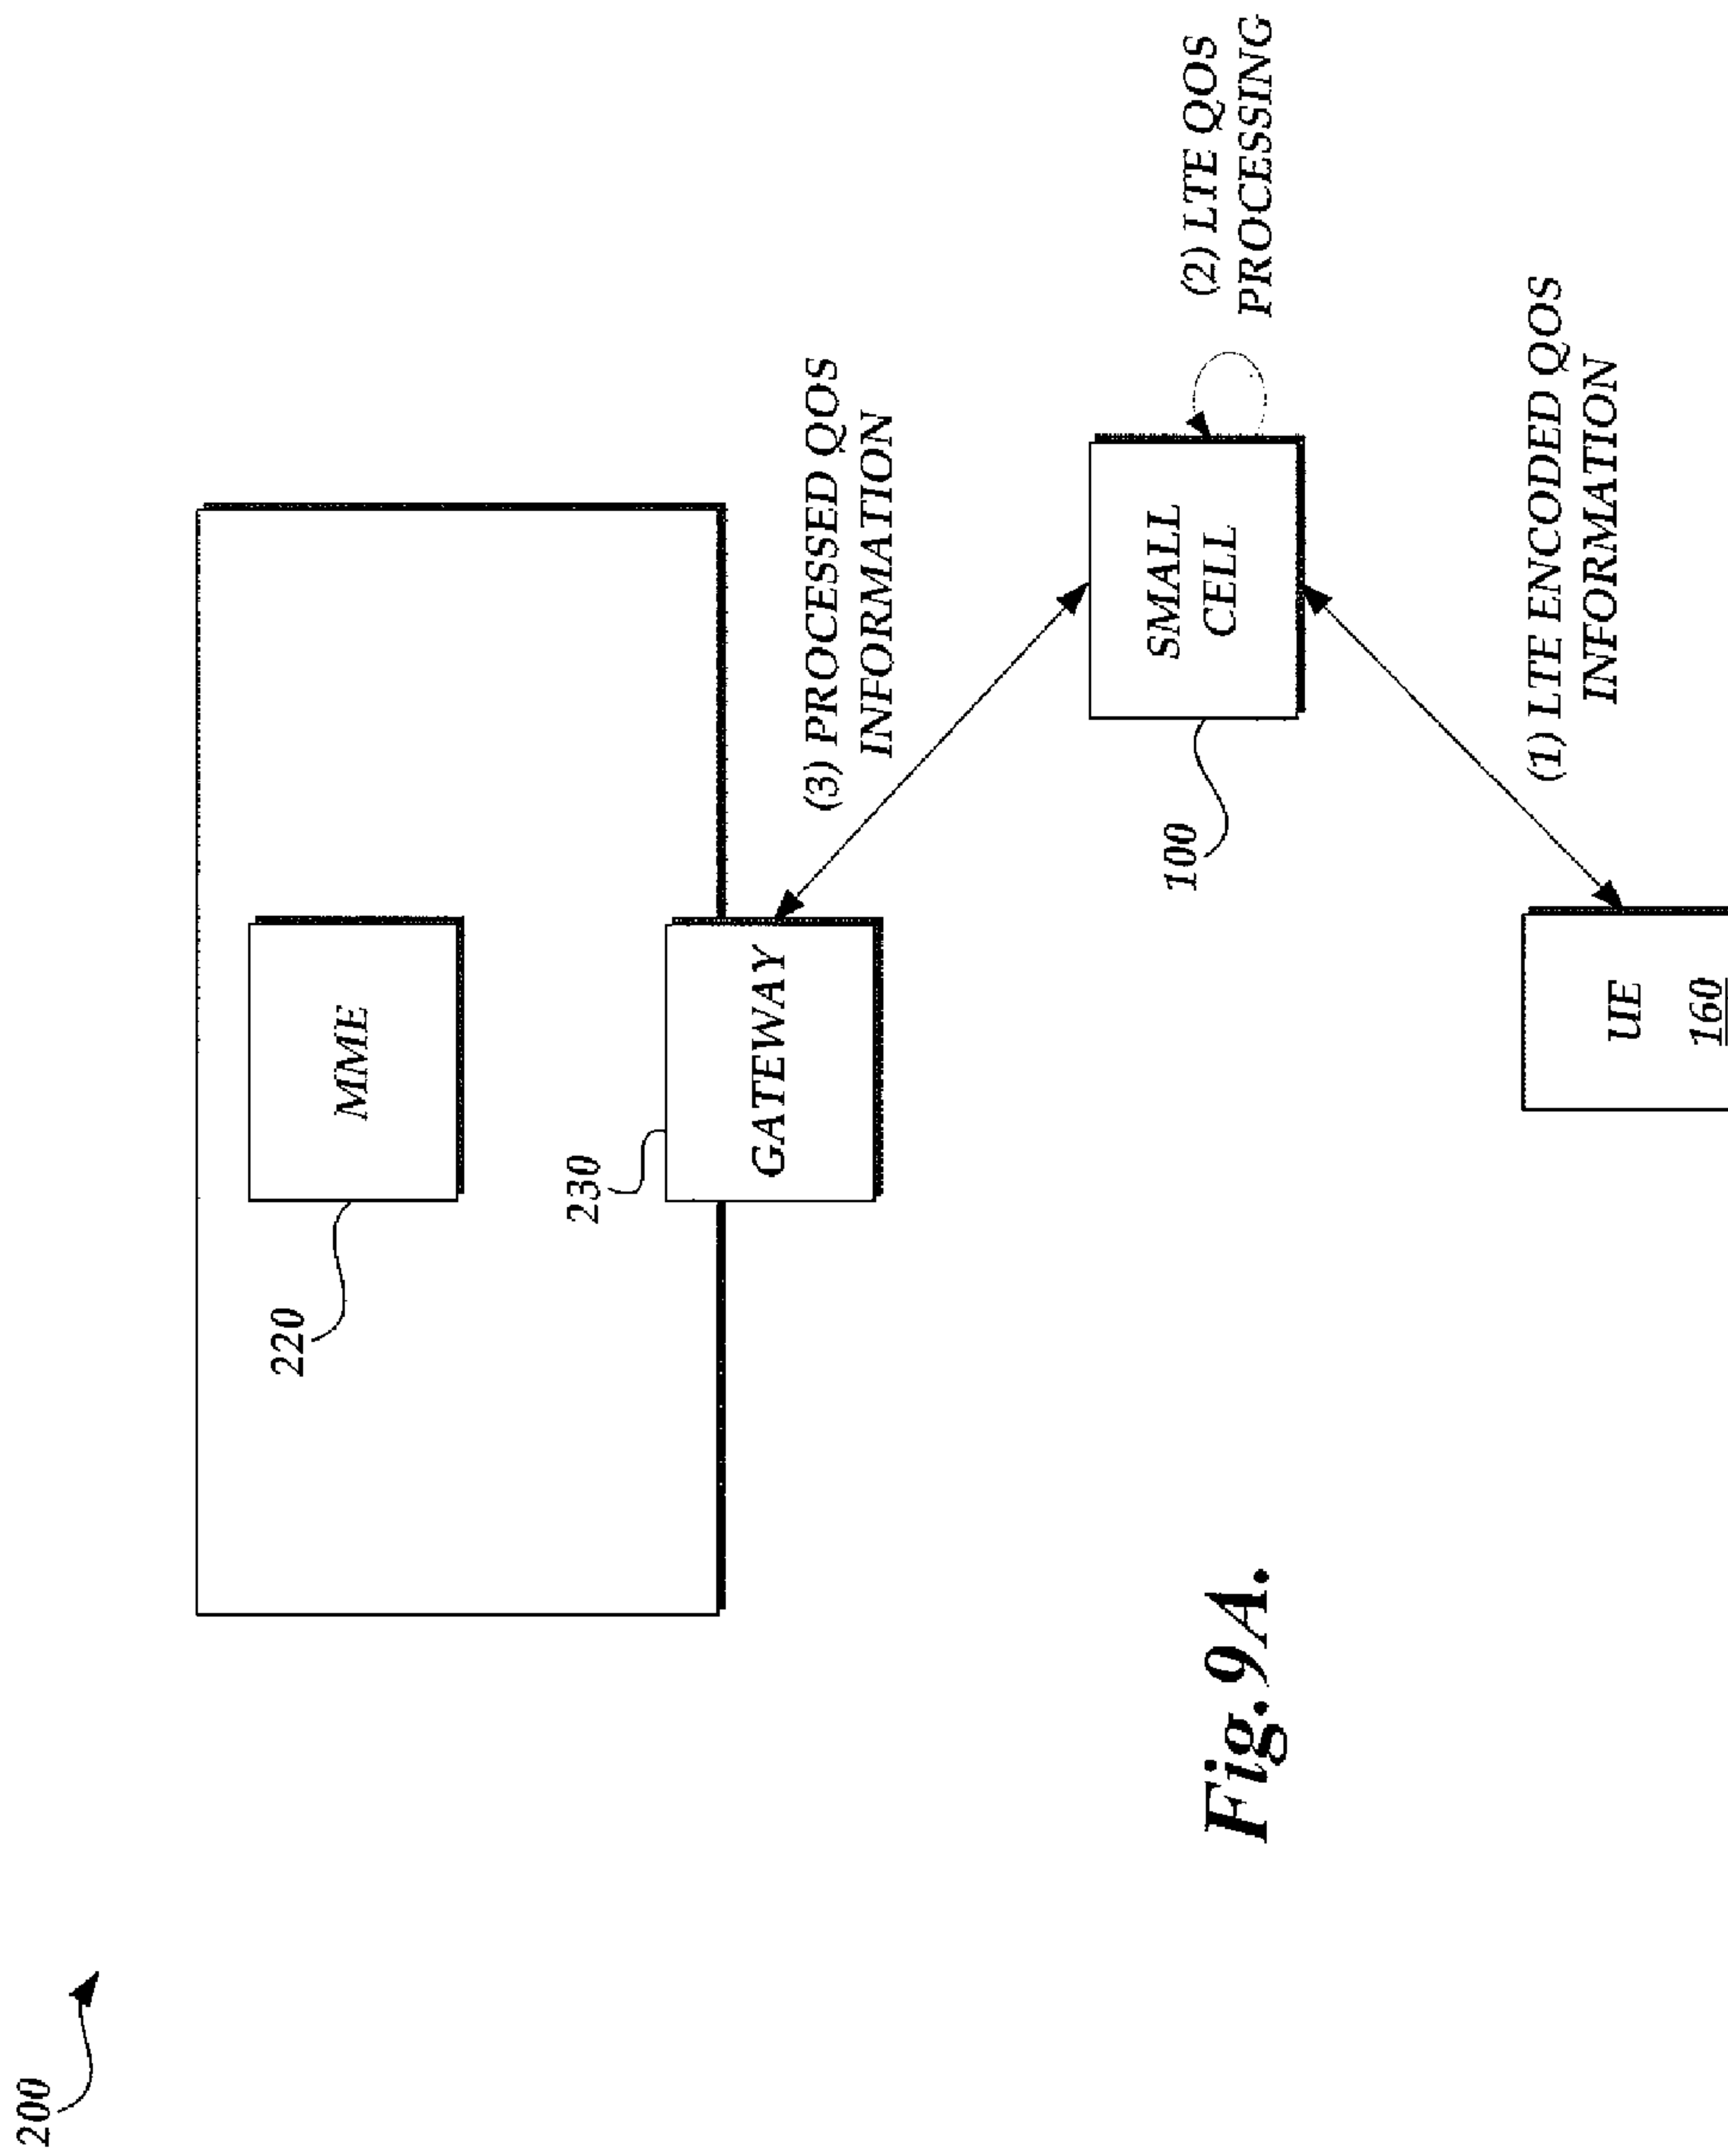 200
220
MME
230
GATEWAY
(3) PROCESSED QOS
INFORMATION
100
SMALL
CELL
(2) LTE QOS
PROCESSING
(1) LTE ENCODED QOS
INFORMATION
UE
160
Fig.9A.